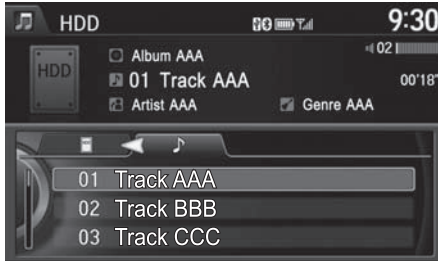 HDD 9:30
02
HDD
Album AAA
01 Track AAA
00'18"
Artist AAA Genre AAA
01 Track AAA
02 Track BBB
03 Track CCC